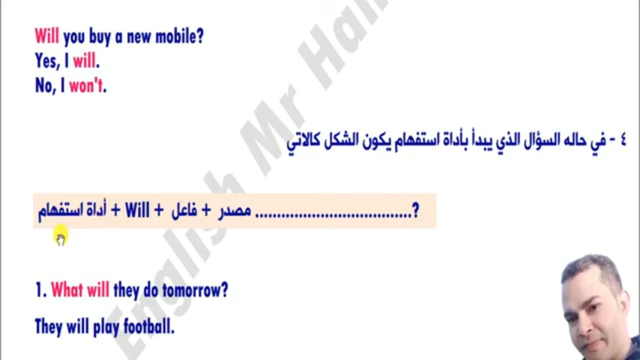 Will you buy a new mobile?
Yes, I will.
No, I won't.
٤ - في حاله السؤال الذي يبدأ بأداة استفهام يكون الشكل كالاتي
أداة استفهام + Will + فاعل + مصدر ....................................?
1. What will they do tomorrow?
They will play football.
English Mr Han